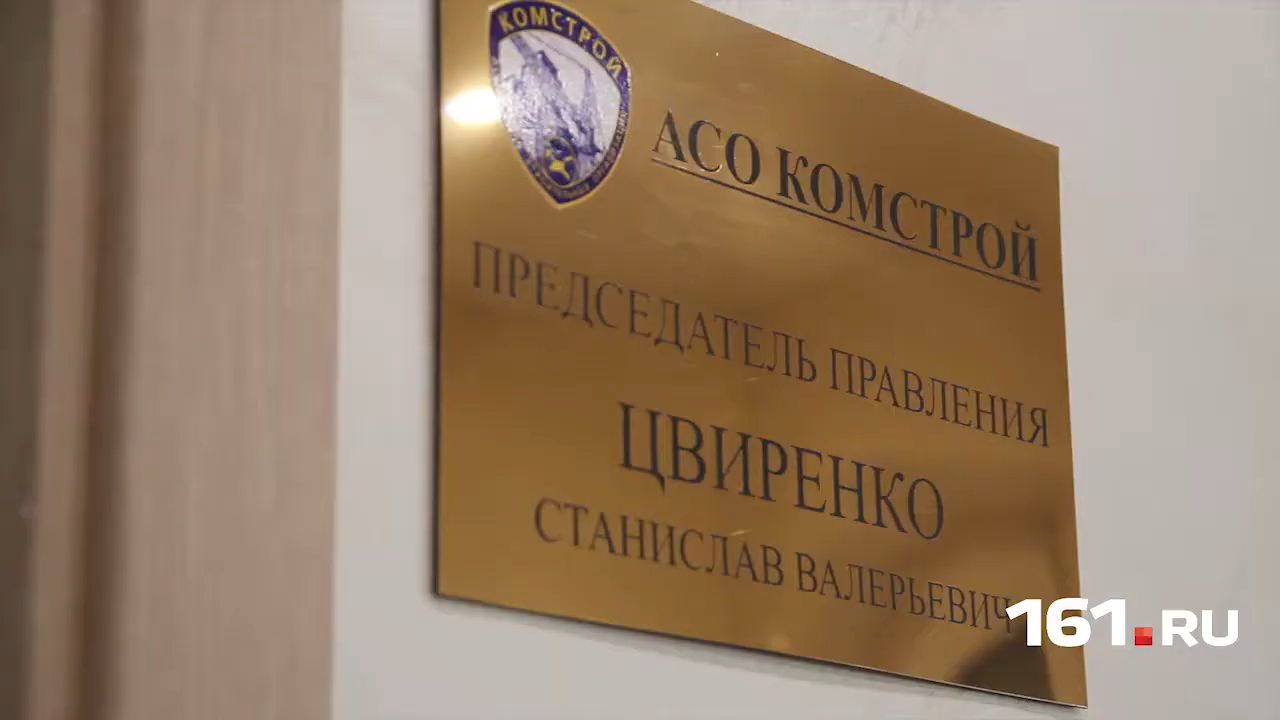 КОМСТРОЙ
АСО КОМСТРОЙ
ПРЕДСЕДАТЕЛЬ ПРАВЛЕНИЯ
ЦВИРЕНКО
СТАНИСЛАВ ВАЛЕРЬЕВИЧ
161.RU